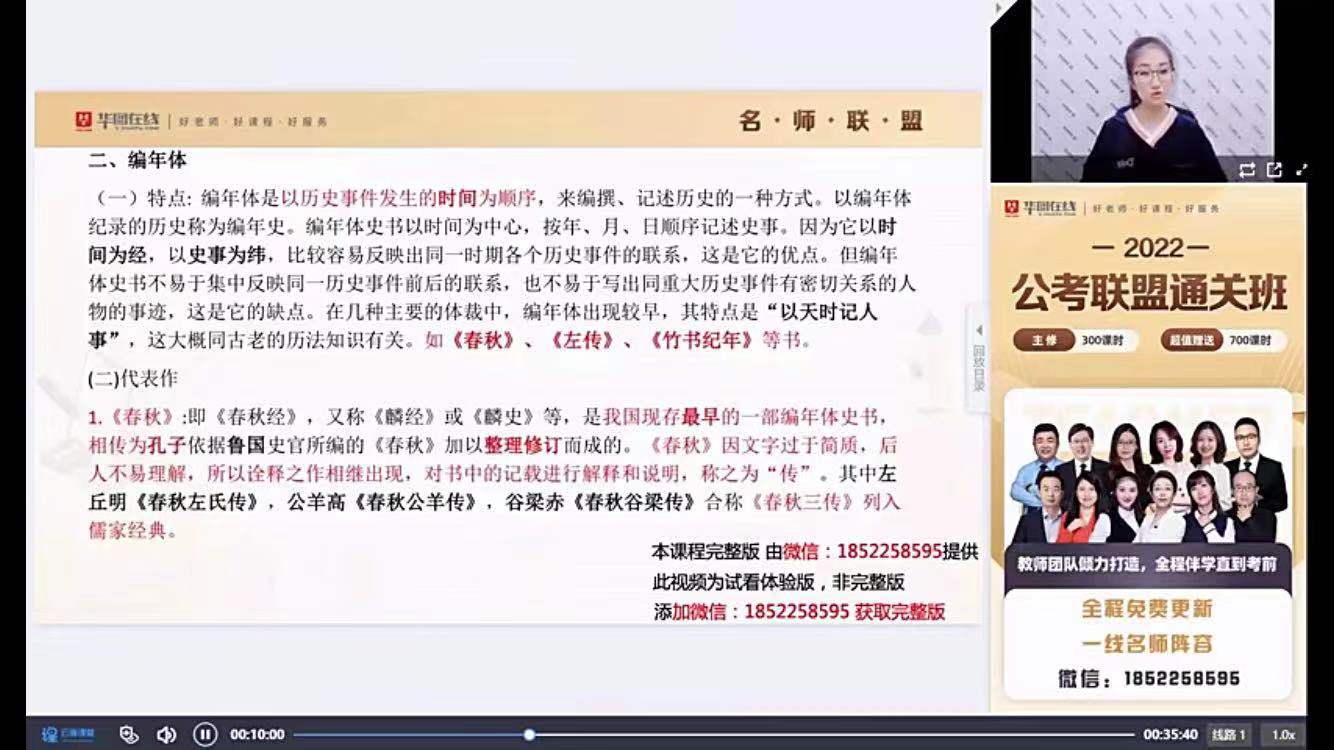 华图在线 好老师·好课程·好服务
名·师·联·盟
二、编年体
（一）特点: 编年体是以历史事件发生的时间为顺序，来编撰、记述历史的一种方式。以编年体
纪录的历史称为编年史。编年体史书以时间为中心，按年、月、日顺序记述史事。因为它以时
间为经，以史事为纬，比较容易反映出同一时期各个历史事件的联系，这是它的优点。但编年
体史书不易于集中反映同一历史事件前后的联系，也不易于写出同重大历史事件有密切关系的人
物的事迹，这是它的缺点。在几种主要的体裁中，编年体出现较早，其特点是“以天时记人
事”，这大概同古老的历法知识有关。如《春秋》、《左传》、《竹书纪年》等书。
(二)代表作
1.《春秋》:即《春秋经》，又称《麟经》或《麟史》等，是我国现存最早的一部编年体史书，
相传为孔子依据鲁国史官所编的《春秋》加以整理修订而成的。《春秋》因文字过于简质，后
人不易理解，所以诠释之作相继出现，对书中的记载进行解释和说明，称之为“传”。其中左
丘明《春秋左氏传》，公羊高《春秋公羊传》，谷梁赤《春秋谷梁传》合称《春秋三传》列入
儒家经典。
本课程完整版 由微信：1852258595提供
此视频为试看体验版，非完整版
添加微信：1852258595 获取完整版
回放目录
华图在线 好老师·好课程·好服务
2022
公考联盟通关班
主修 300课时 超值赠送 700课时
教师团队倾力打造，全程伴学直到考前
全程免费更新
一线名师阵容
微信：1852258595
00:10:00
00:35:40 线路 1 1.0x